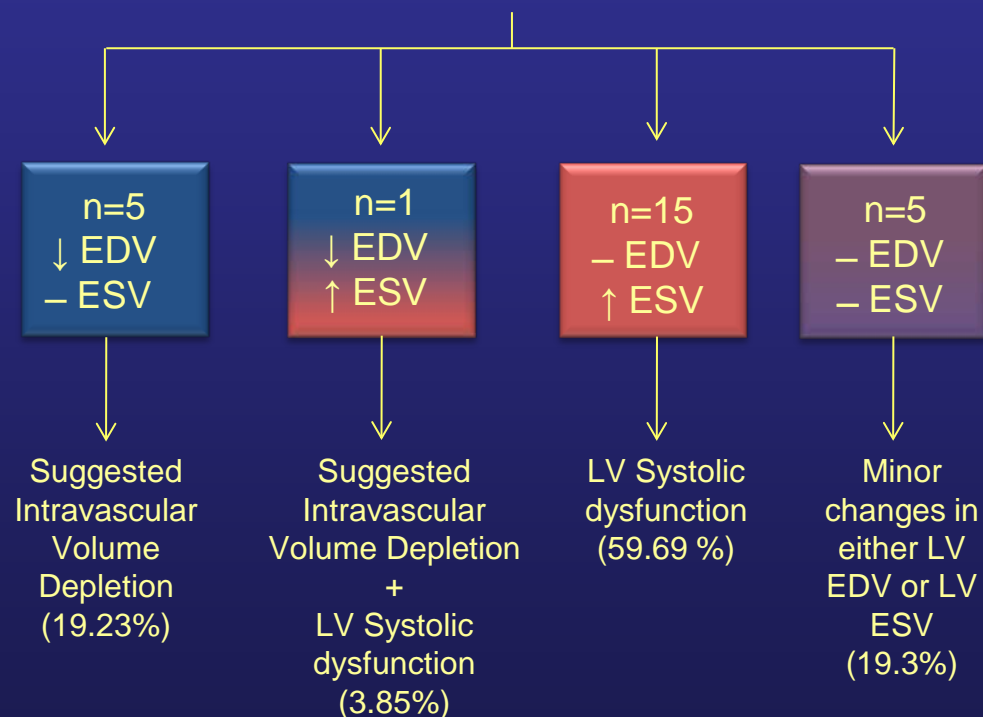 n=5
↓ EDV
– ESV
n=1
↓ EDV
↑ ESV
n=15
– EDV
↑ ESV
n=5
– EDV
– ESV
Suggested
Intravascular
Volume
Depletion
(19.23%)
Suggested
Intravascular
Volume Depletion
+
LV Systolic
dysfunction
(3.85%)
LV Systolic
dysfunction
(59.69 %)
Minor
changes in
either LV
EDV or LV
ESV
(19.3%)